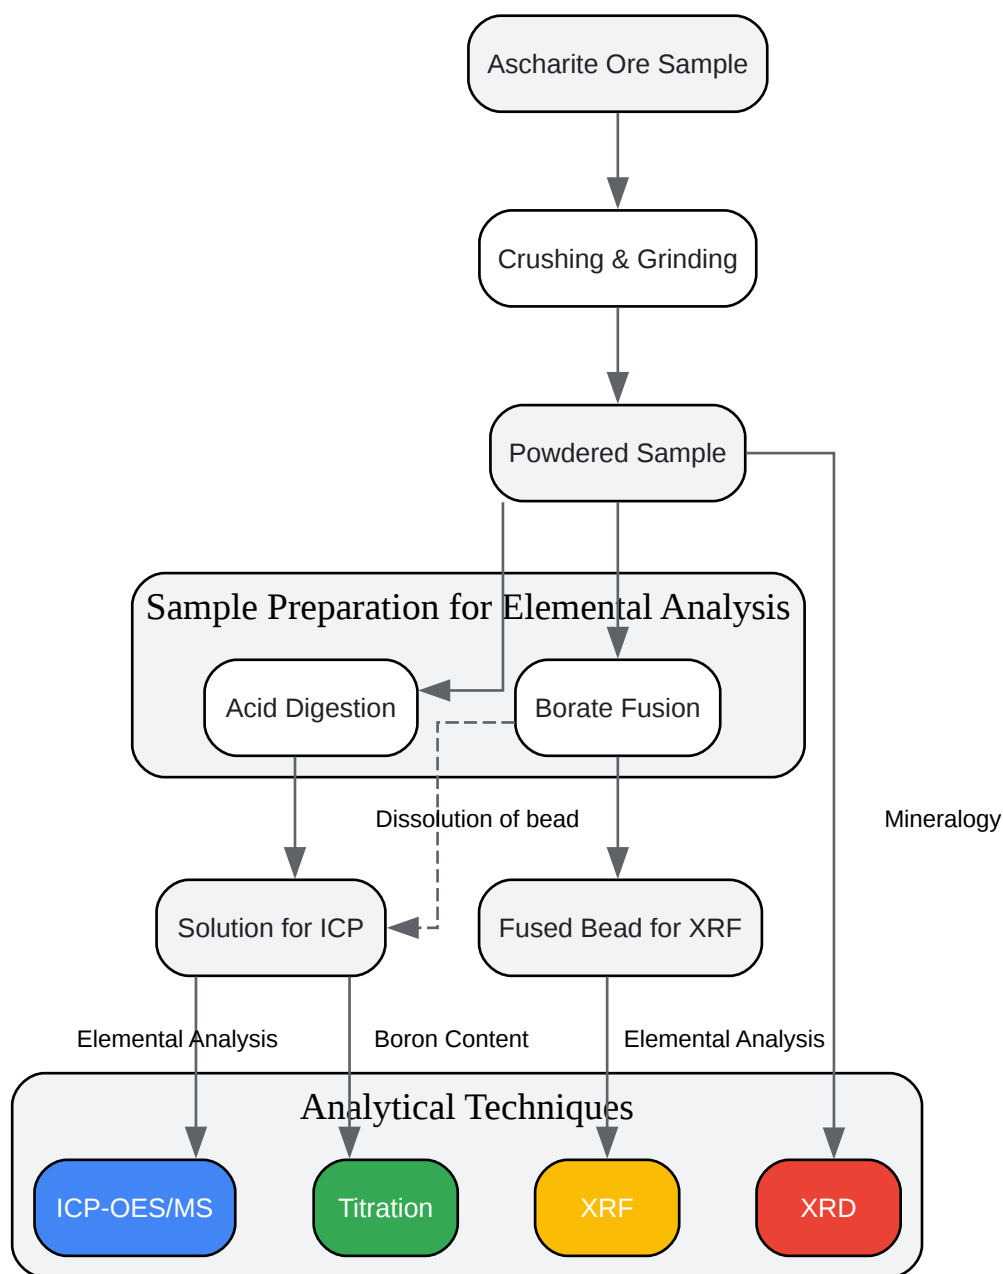 Ascharite Ore Sample
Crushing & Grinding
Powdered Sample
Sample Preparation for Elemental Analysis
Acid Digestion
Borate Fusion
Dissolution of bead
Mineralogy
Solution for ICP
Fused Bead for XRF
Elemental Analysis
Boron Content
Elemental Analysis
Analytical Techniques
ICP-OES/MS
Titration
XRF
XRD